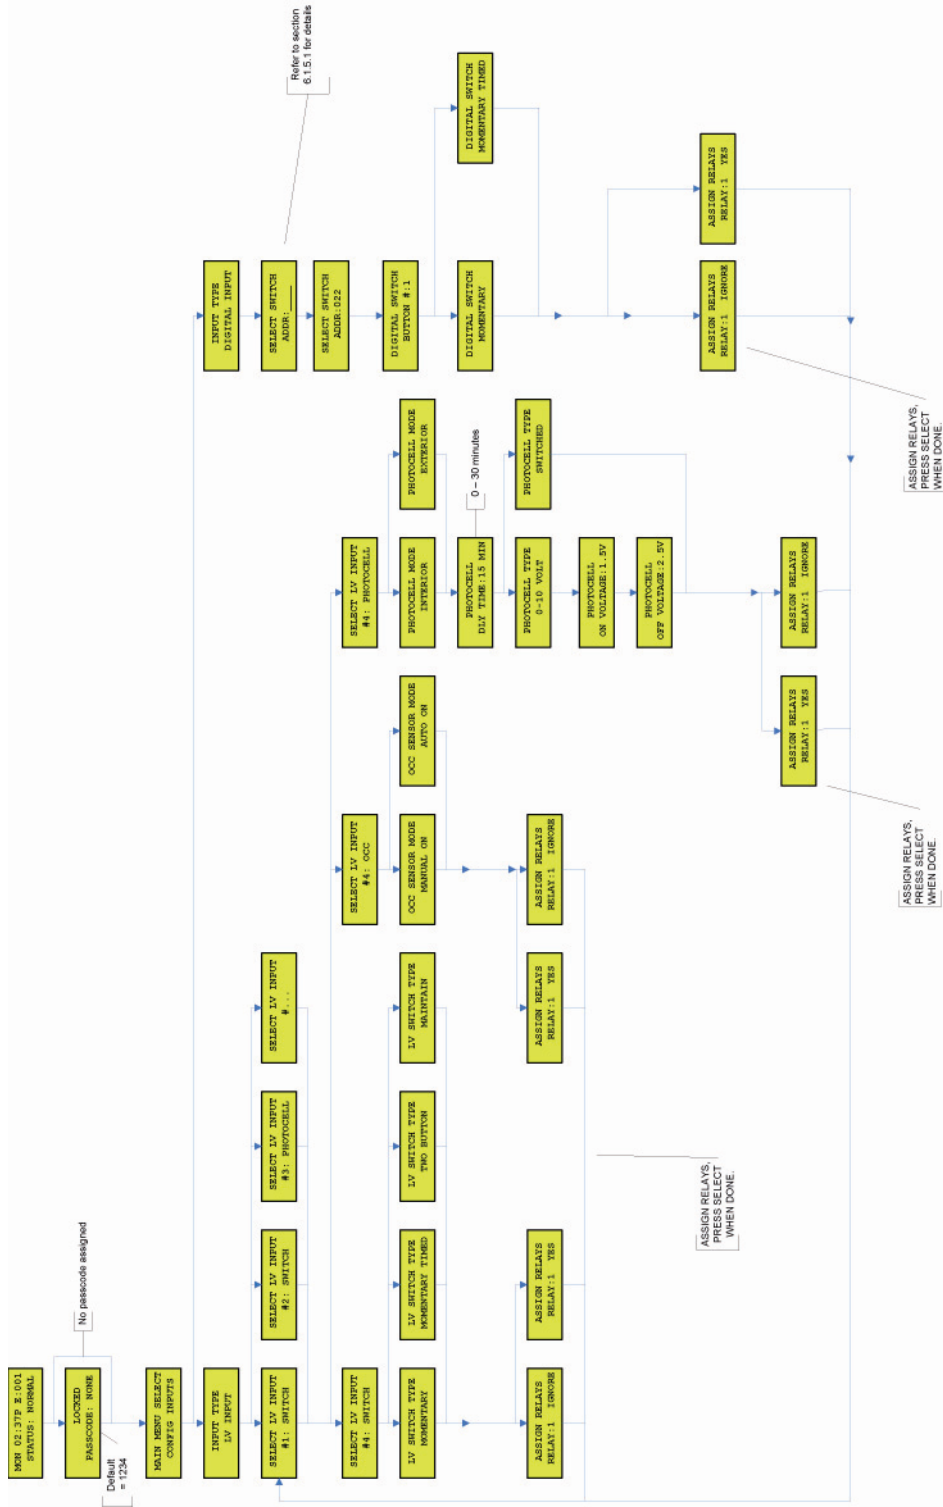 MON 02:37P E:001
STATUS: NORMAL
No passcode assigned
LOCKED
PASSCODE: NONE
Default
= 1234
MAIN MENU SELECT
CONFIG INPUTS
INPUT TYPE
LV INPUT
INPUT TYPE
DIGITAL INPUT
SELECT LV INPUT
#1: SWITCH
SELECT LV INPUT
#2: SWITCH
SELECT LV INPUT
#3: PHOTOCELL
SELECT LV INPUT
#...
SELECT SWITCH
ADDR:____
Refer to section
6.1.5.1 for details
SELECT SWITCH
ADDR:022
SELECT LV INPUT
#4: SWITCH
SELECT LV INPUT
#4: OCC
SELECT LV INPUT
#4: PHOTOCELL
DIGITAL SWITCH
BUTTON #:1
LV SWITCH TYPE
MOMENTARY
LV SWITCH TYPE
MOMENTARY TIMED
LV SWITCH TYPE
TWO BUTTON
LV SWITCH TYPE
MAINTAIN
OCC SENSOR MODE
MANUAL ON
OCC SENSOR MODE
AUTO ON
PHOTOCELL MODE
INTERIOR
PHOTOCELL MODE
EXTERIOR
DIGITAL SWITCH
MOMENTARY
DIGITAL SWITCH
MOMENTARY TIMED
PHOTOCELL
DLY TIME:15 MIN
0 – 30 minutes
ASSIGN RELAYS
RELAY:1 IGNORE
ASSIGN RELAYS
RELAY:1 YES
ASSIGN RELAYS
RELAY:1 YES
ASSIGN RELAYS
RELAY:1 IGNORE
PHOTOCELL TYPE
0-10 VOLT
PHOTOCELL TYPE
SWITCHED
PHOTOCELL
ON VOLTAGE:1.5V
PHOTOCELL
OFF VOLTAGE:2.5V
ASSIGN RELAYS,
PRESS SELECT
WHEN DONE.
ASSIGN RELAYS
RELAY:1 IGNORE
ASSIGN RELAYS
RELAY:1 YES
ASSIGN RELAYS
RELAY:1 YES
ASSIGN RELAYS
RELAY:1 IGNORE
ASSIGN RELAYS,
PRESS SELECT
WHEN DONE.
ASSIGN RELAYS,
PRESS SELECT
WHEN DONE.